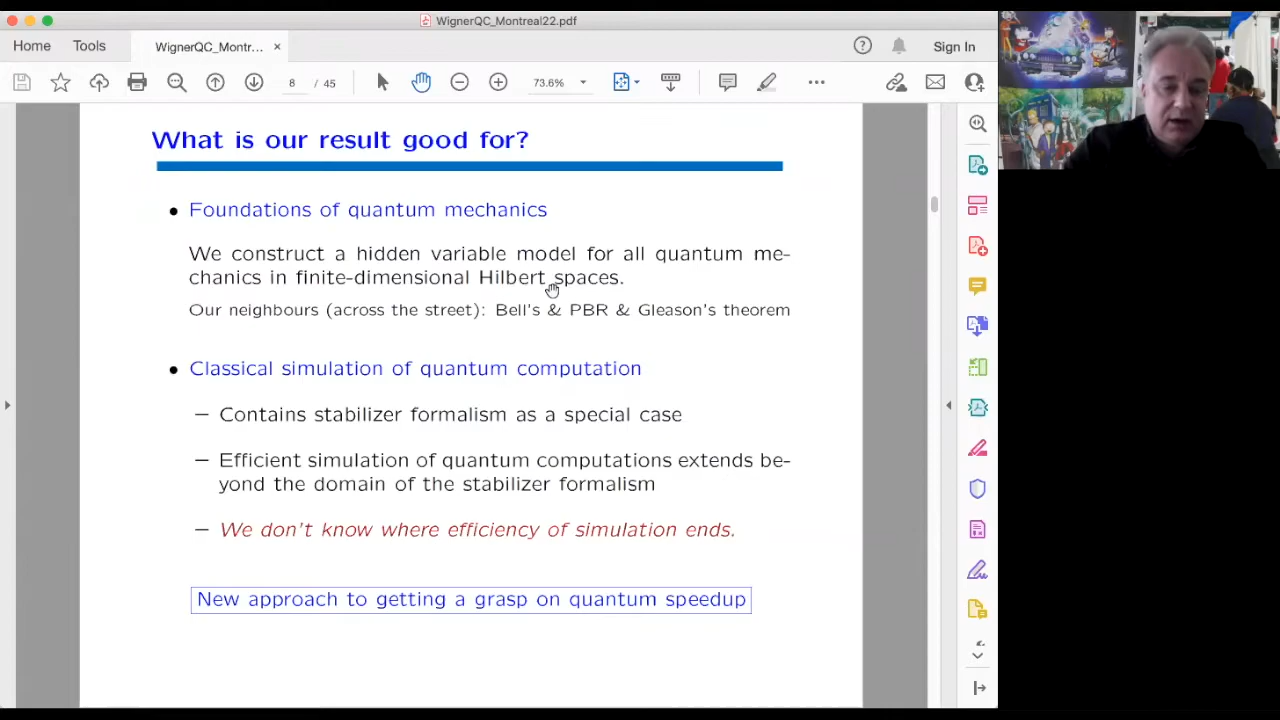 WignerQC_Montreal22.pdf
Home Tools WignerQC_Montr... × Sign In
8 / 45 73.6%
What is our result good for?
• Foundations of quantum mechanics
We construct a hidden variable model for all quantum me-
chanics in finite-dimensional Hilbert spaces.
Our neighbours (across the street): Bell's & PBR & Gleason's theorem
• Classical simulation of quantum computation
— Contains stabilizer formalism as a special case
— Efficient simulation of quantum computations extends be-
yond the domain of the stabilizer formalism
— We don't know where efficiency of simulation ends.
New approach to getting a grasp on quantum speedup